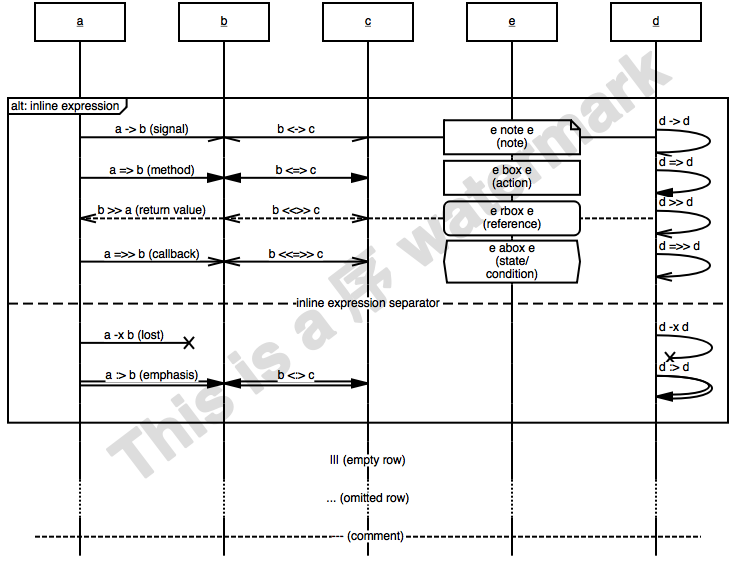 a
b
c
e
d
alt: inline expression
a -> b (signal)
b <-> c
e note e
(note)
d -> d
a => b (method)
b <=> c
e box e
(action)
d => d
b >> a (return value)
b <<>> c
e rbox e
(reference)
d >> d
a =>> b (callback)
b <<=>> c
e abox e
(state/
condition)
d =>> d
inline expression separator
a -x b (lost)
d -x d
a :> b (emphasis)
b <:> c
d :> d
||| (empty row)
... (omitted row)
--- (comment)
This is a 序 watermark